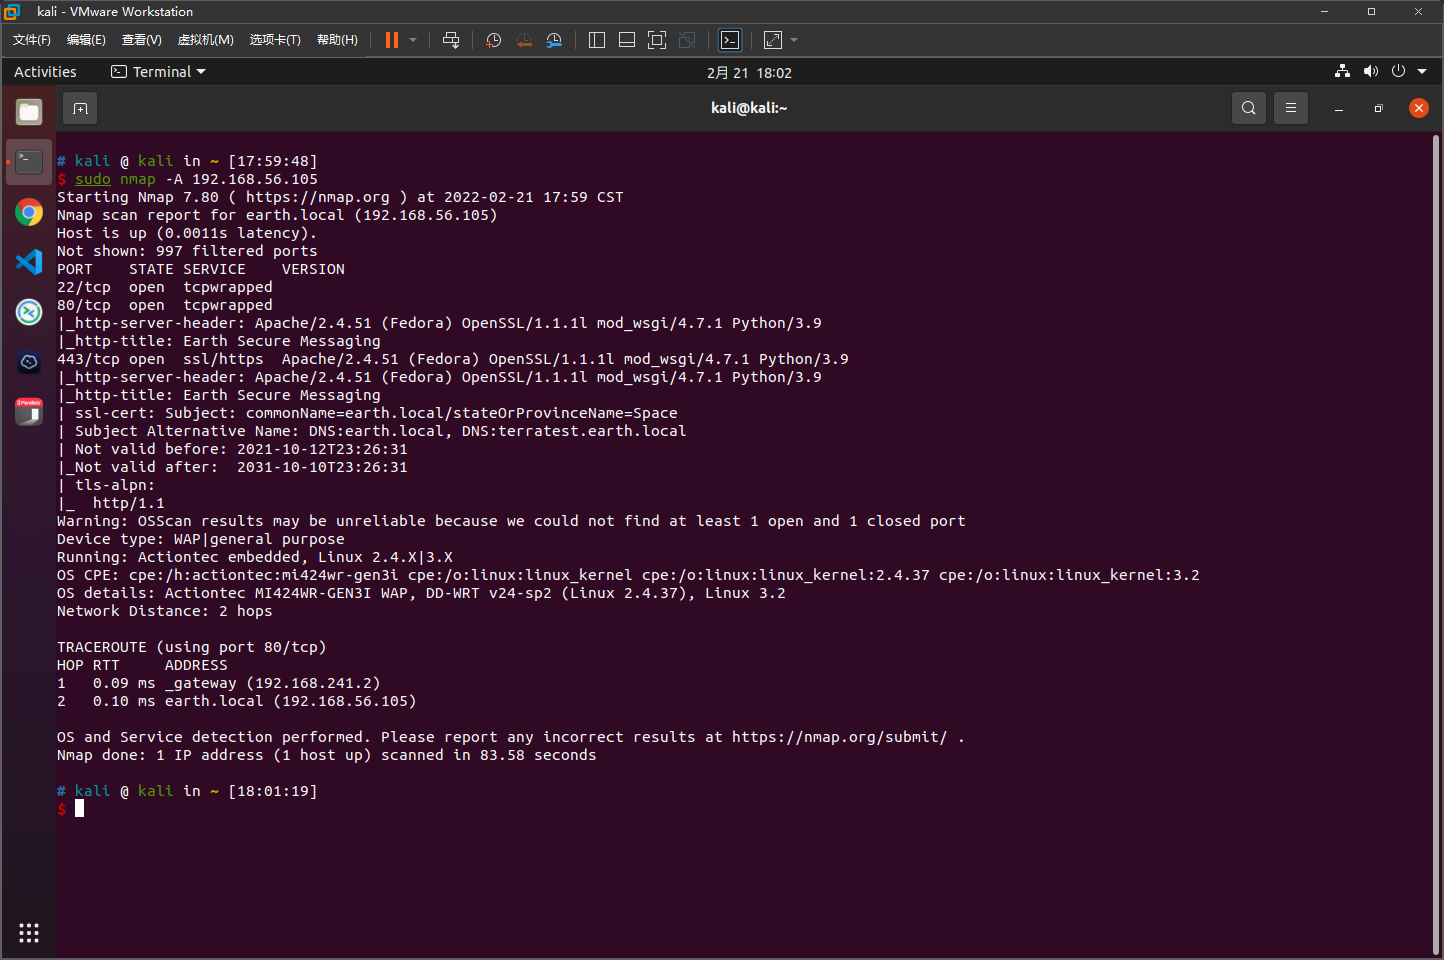 kali - VMware Workstation
文件(F) 编辑(E) 查看(V) 虚拟机(M) 选项卡(T) 帮助(H)
Activities Terminal 2月 21 18:02
kali@kali:~
# kali @ kali in ~ [17:59:48]
$ sudo nmap -A 192.168.56.105
Starting Nmap 7.80 ( https://nmap.org ) at 2022-02-21 17:59 CST
Nmap scan report for earth.local (192.168.56.105)
Host is up (0.0011s latency).
Not shown: 997 filtered ports
PORT    STATE SERVICE    VERSION
22/tcp  open  tcpwrapped
80/tcp  open  tcpwrapped
|_http-server-header: Apache/2.4.51 (Fedora) OpenSSL/1.1.1l mod_wsgi/4.7.1 Python/3.9
|_http-title: Earth Secure Messaging
443/tcp open  ssl/https  Apache/2.4.51 (Fedora) OpenSSL/1.1.1l mod_wsgi/4.7.1 Python/3.9
|_http-server-header: Apache/2.4.51 (Fedora) OpenSSL/1.1.1l mod_wsgi/4.7.1 Python/3.9
|_http-title: Earth Secure Messaging
| ssl-cert: Subject: commonName=earth.local/stateOrProvinceName=Space
| Subject Alternative Name: DNS:earth.local, DNS:terratest.earth.local
| Not valid before: 2021-10-12T23:26:31
|_Not valid after:  2031-10-10T23:26:31
| tls-alpn:
|_  http/1.1
Warning: OSScan results may be unreliable because we could not find at least 1 open and 1 closed port
Device type: WAP|general purpose
Running: Actiontec embedded, Linux 2.4.X|3.X
OS CPE: cpe:/h:actiontec:mi424wr-gen3i cpe:/o:linux:linux_kernel cpe:/o:linux:linux_kernel:2.4.37 cpe:/o:linux:linux_kernel:3.2
OS details: Actiontec MI424WR-GEN3I WAP, DD-WRT v24-sp2 (Linux 2.4.37), Linux 3.2
Network Distance: 2 hops
TRACEROUTE (using port 80/tcp)
HOP RTT     ADDRESS
1   0.09 ms _gateway (192.168.241.2)
2   0.10 ms earth.local (192.168.56.105)
OS and Service detection performed. Please report any incorrect results at https://nmap.org/submit/ .
Nmap done: 1 IP address (1 host up) scanned in 83.58 seconds
# kali @ kali in ~ [18:01:19]
$